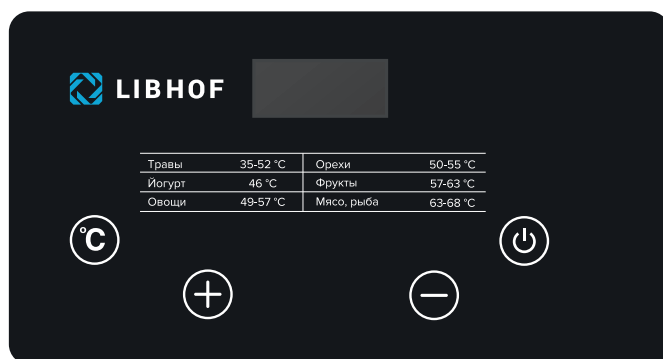 LIBHOF
Травы 35-52 °C Орехи 50-55 °C
Йогурт 46 °C Фрукты 57-63 °C
Овощи 49-57 °C Мясо, рыба 63-68 °C
°C